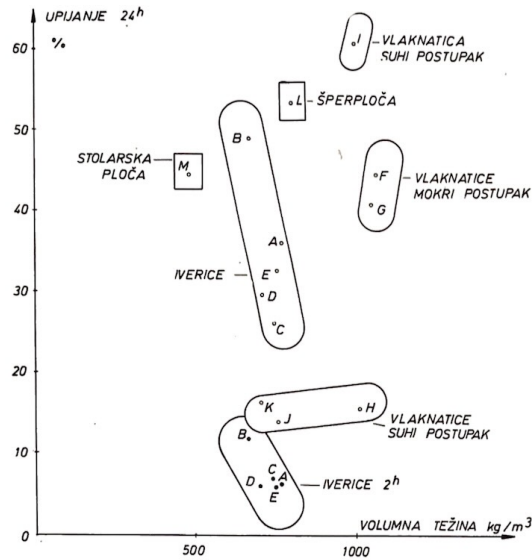 UPIJANJE 24h
60
%
I
VLAKNATICA
SUHI POSTUPAK
L
ŠPERPLOČA
50
B
STOLARSKA
PLOČA
M
F
VLAKNATICE
MOKRI POSTUPAK
40
G
A
E
IVERICE
30
D
C
20
K
J
H
VLAKNATICE
SUHI POSTUPAK
10
B
C
A
D
E
IVERICE 2h
0
500
1000
VOLUMNA TEŽINA kg/m³